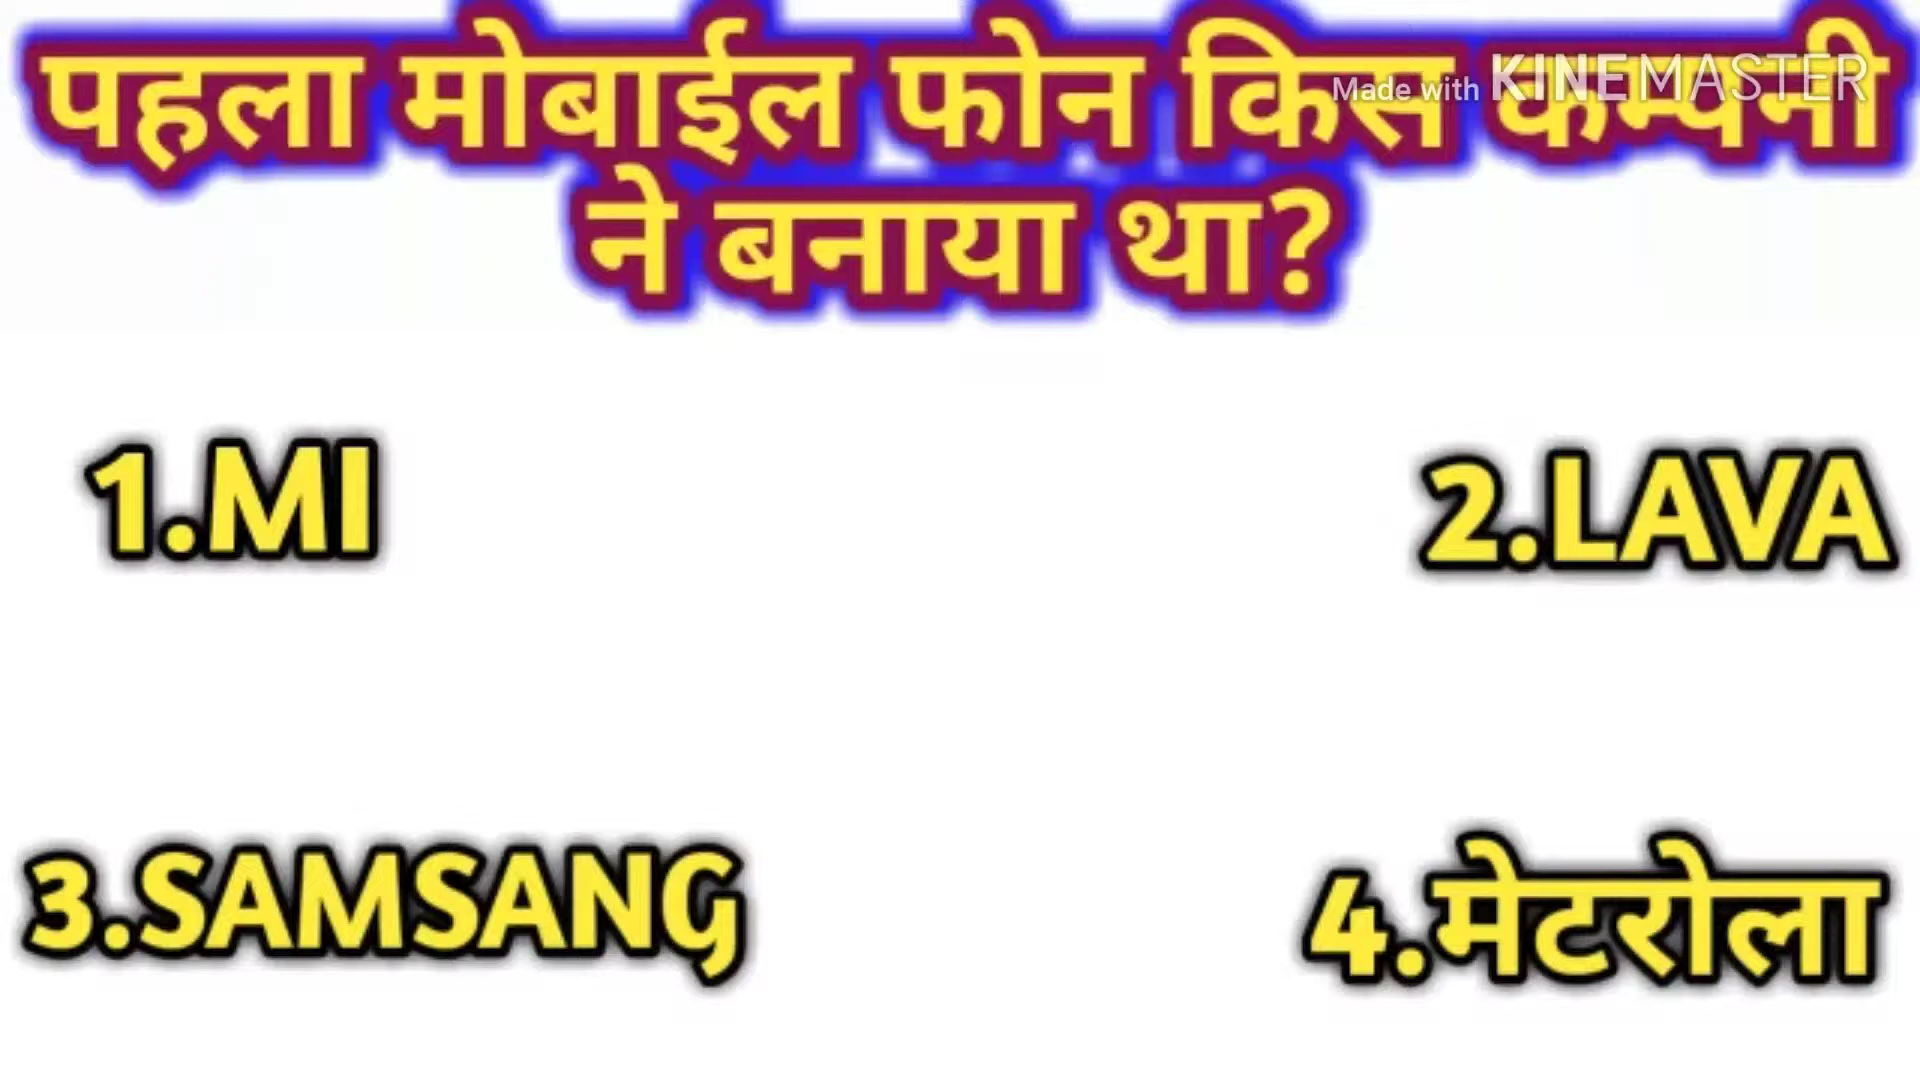 पहला मोबाईल फोन किस कम्पनी
Made with KINEMASTER
ने बनाया था?
1.MI
2.LAVA
3.SAMSANG
4.मेटरोला